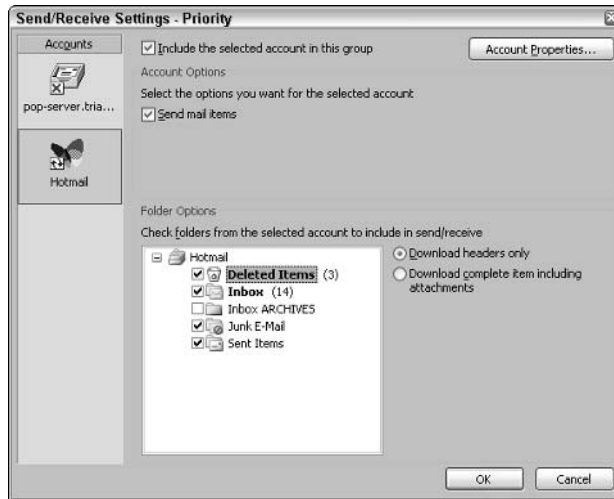 Send/Receive Settings - Priority
Accounts
pop-server.tria...
Hotmail
Include the selected account in this group
Account Properties...
Account Options
Select the options you want for the selected account
Send mail items
Folder Options
Check folders from the selected account to include in send/receive
Hotmail
Deleted Items (3)
Inbox (14)
Inbox ARCHIVES
Junk E-Mail
Sent Items
Download headers only
Download complete item including
attachments
OK
Cancel